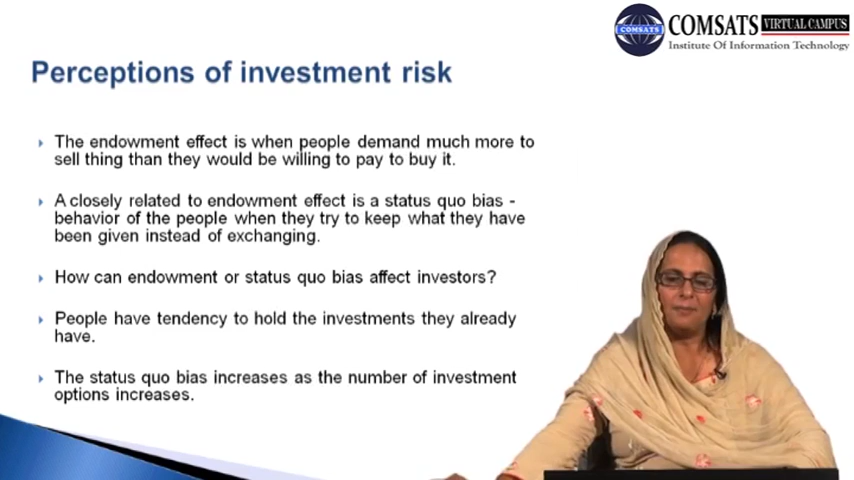 COMSATS
COMSATS VIRTUAL CAMPUS
Institute Of Information Technology
Perceptions of investment risk
The endowment effect is when people demand much more to
sell thing than they would be willing to pay to buy it.
A closely related to endowment effect is a status quo bias -
behavior of the people when they try to keep what they have
been given instead of exchanging.
How can endowment or status quo bias affect investors?
People have tendency to hold the investments they already
have.
The status quo bias increases as the number of investment
options increases.